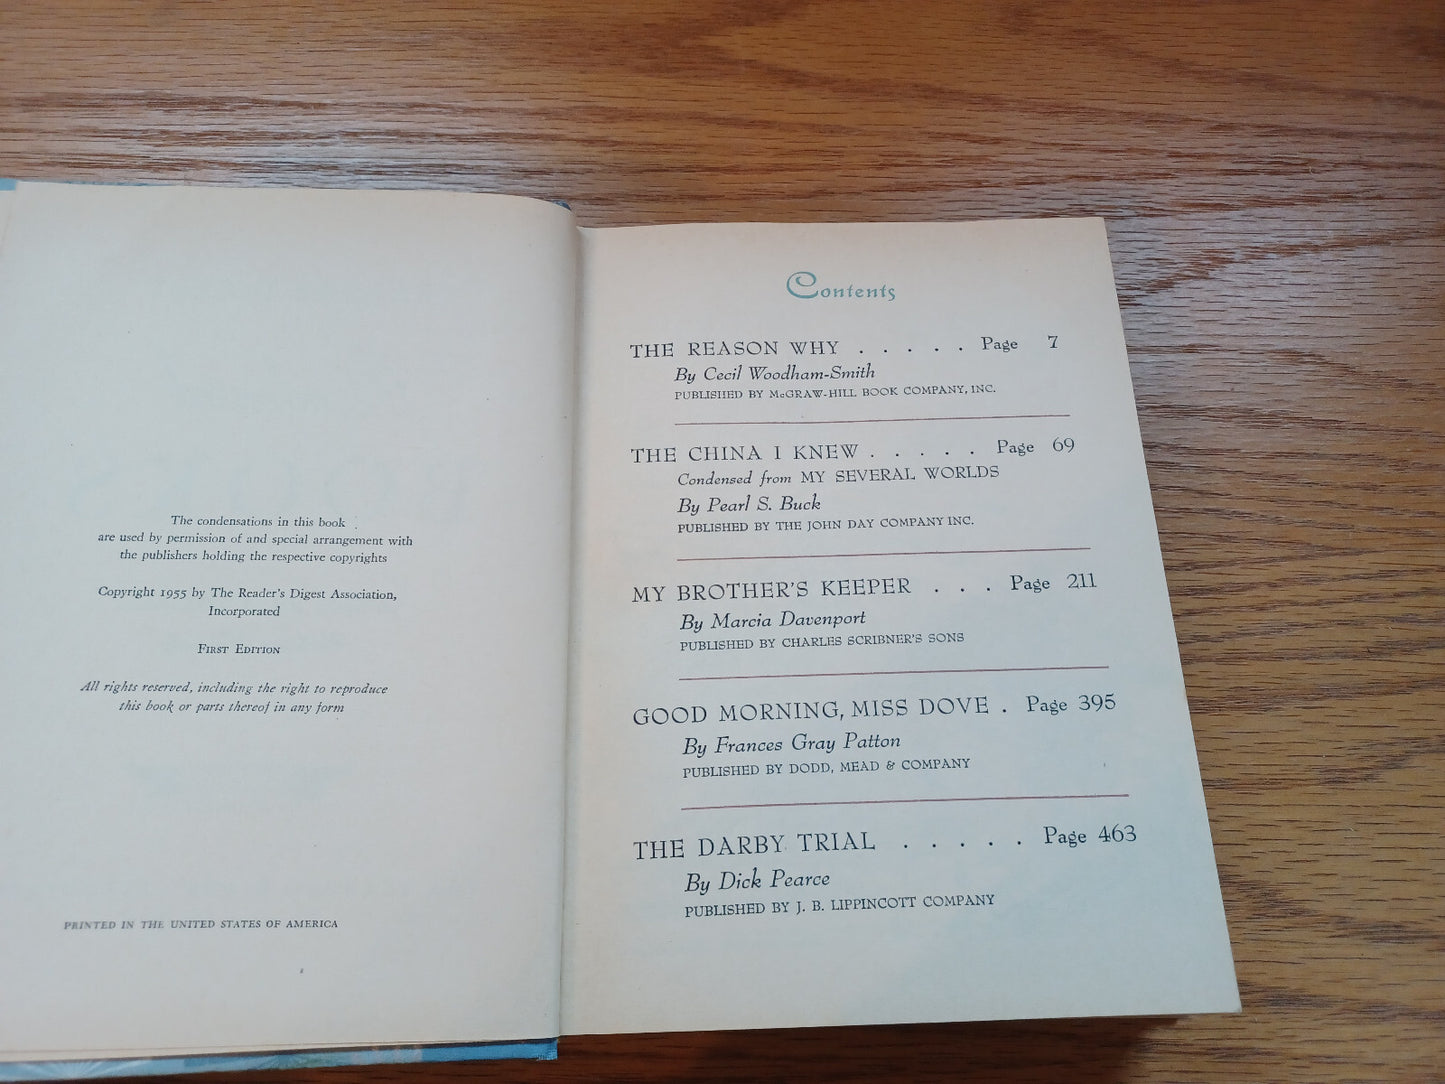 The condensations in this book
are used by permission of and special arrangement with
the publishers holding the respective copyrights
Copyright 1955 by The Reader's Digest Association,
Incorporated
First Edition
All rights reserved, including the right to reproduce
this book or parts thereof in any form
PRINTED IN THE UNITED STATES OF AMERICA
1
Contents
THE REASON WHY . . . . . Page 7
By Cecil Woodham-Smith
PUBLISHED BY McGRAW-HILL BOOK COMPANY, INC.
THE CHINA I KNEW . . . . . Page 69
Condensed from MY SEVERAL WORLDS
By Pearl S. Buck
PUBLISHED BY THE JOHN DAY COMPANY INC.
MY BROTHER'S KEEPER . . . Page 211
By Marcia Davenport
PUBLISHED BY CHARLES SCRIBNER'S SONS
GOOD MORNING, MISS DOVE . Page 395
By Frances Gray Patton
PUBLISHED BY DODD, MEAD & COMPANY
THE DARBY TRIAL . . . . . Page 463
By Dick Pearce
PUBLISHED BY J. B. LIPPINCOTT COMPANY